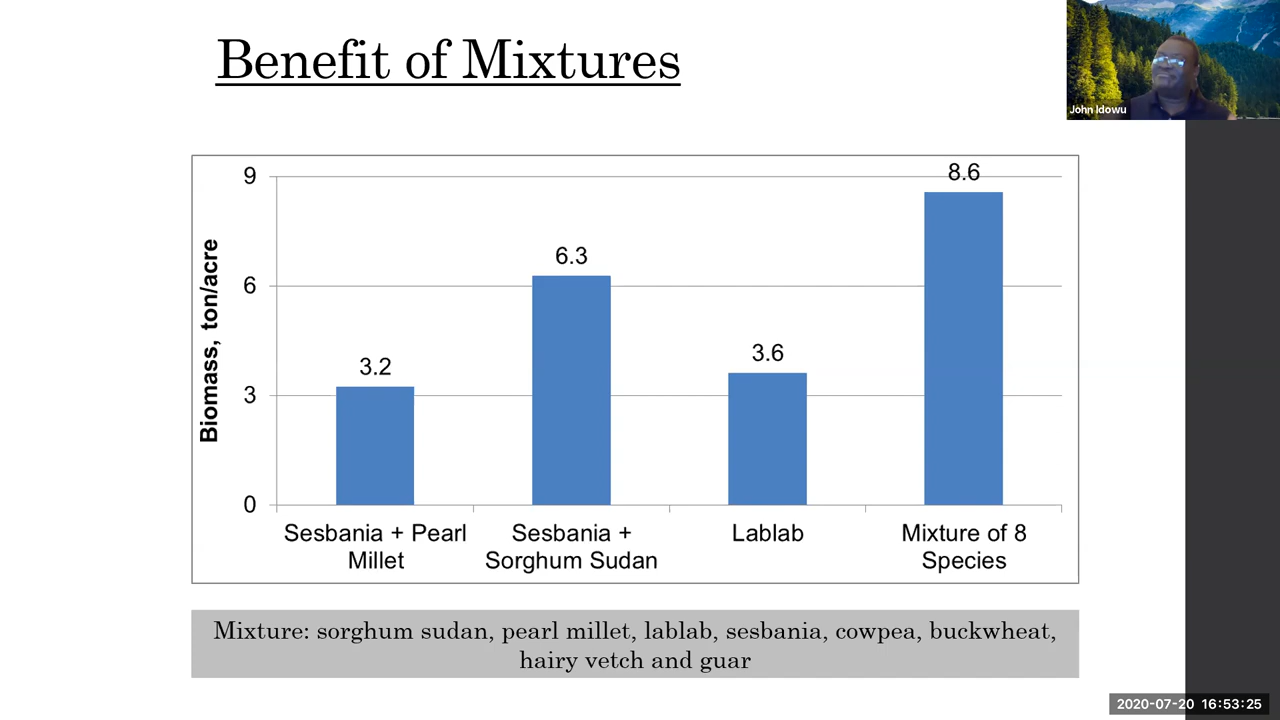 Benefit of Mixtures
John Idowu
Biomass, ton/acre
9
6
3
0
3.2
6.3
3.6
8.6
Sesbania + Pearl
Millet
Sesbania +
Sorghum Sudan
Lablab
Mixture of 8
Species
Mixture: sorghum sudan, pearl millet, lablab, sesbania, cowpea, buckwheat,
hairy vetch and guar
2020-07-20 16:53:25